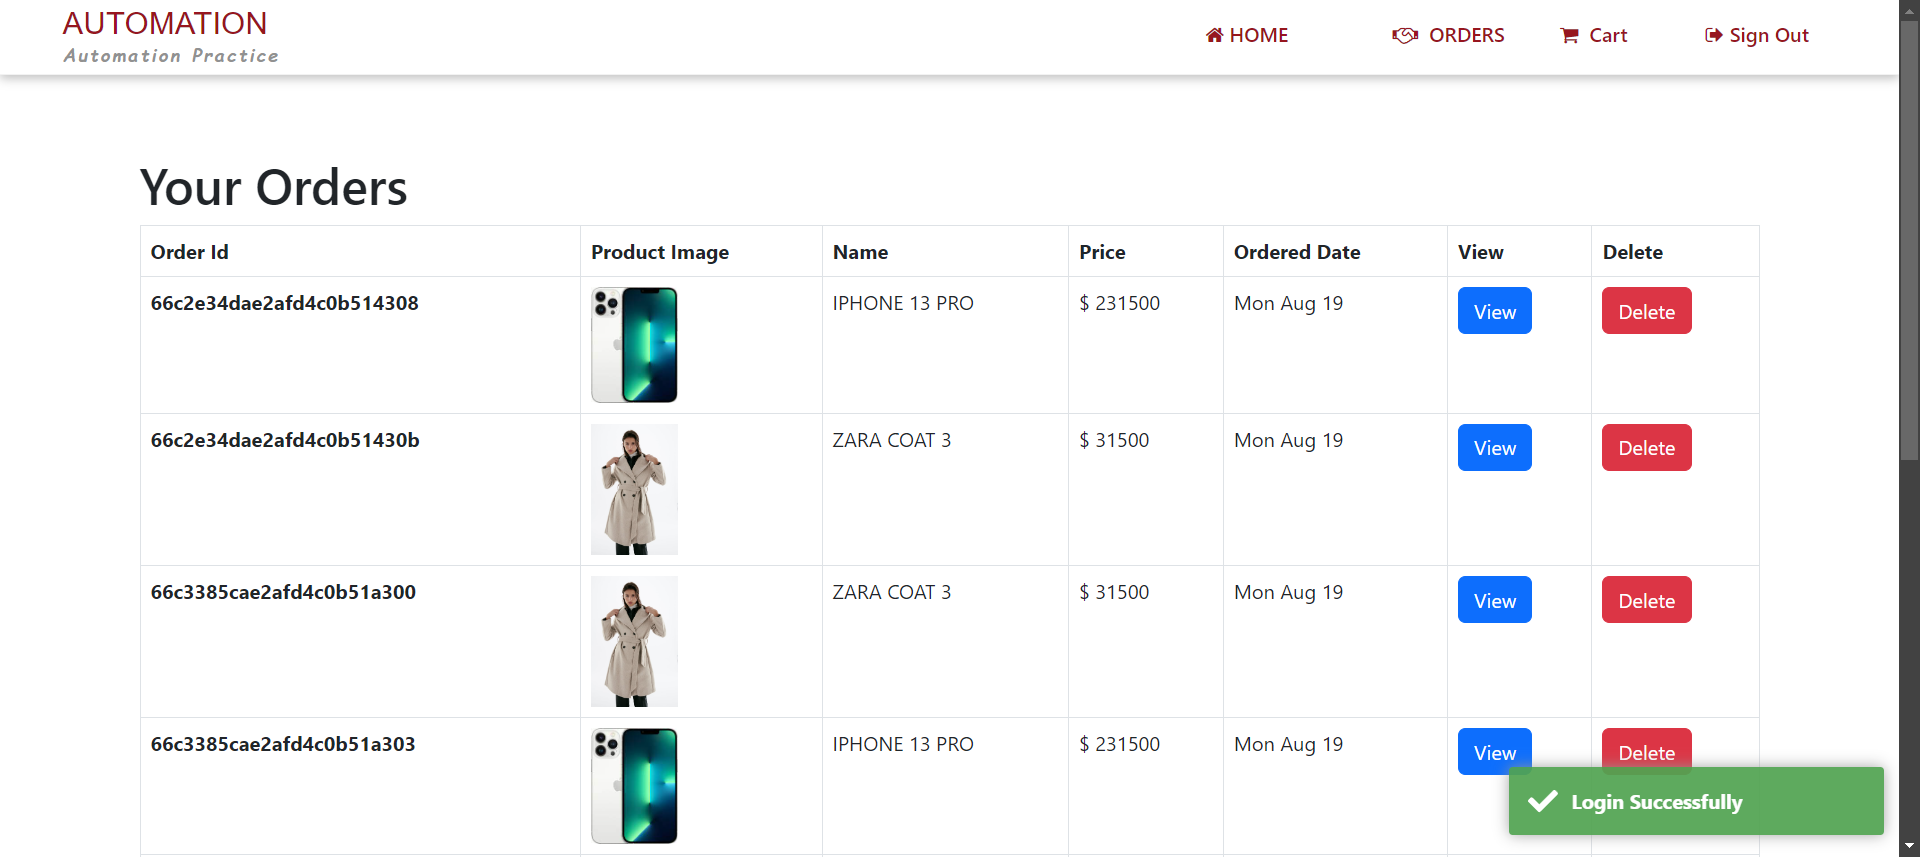 AUTOMATION
Automation Practice
HOME
ORDERS
Cart
Sign Out
Your Orders
Order Id Product Image Name Price Ordered Date View Delete
66c2e34dae2afd4c0b514308 IPHONE 13 PRO $ 231500 Mon Aug 19 View Delete
66c2e34dae2afd4c0b51430b ZARA COAT 3 $ 31500 Mon Aug 19 View Delete
66c3385cae2afd4c0b51a300 ZARA COAT 3 $ 31500 Mon Aug 19 View Delete
66c3385cae2afd4c0b51a303 IPHONE 13 PRO $ 231500 Mon Aug 19 View Delete
Login Successfully